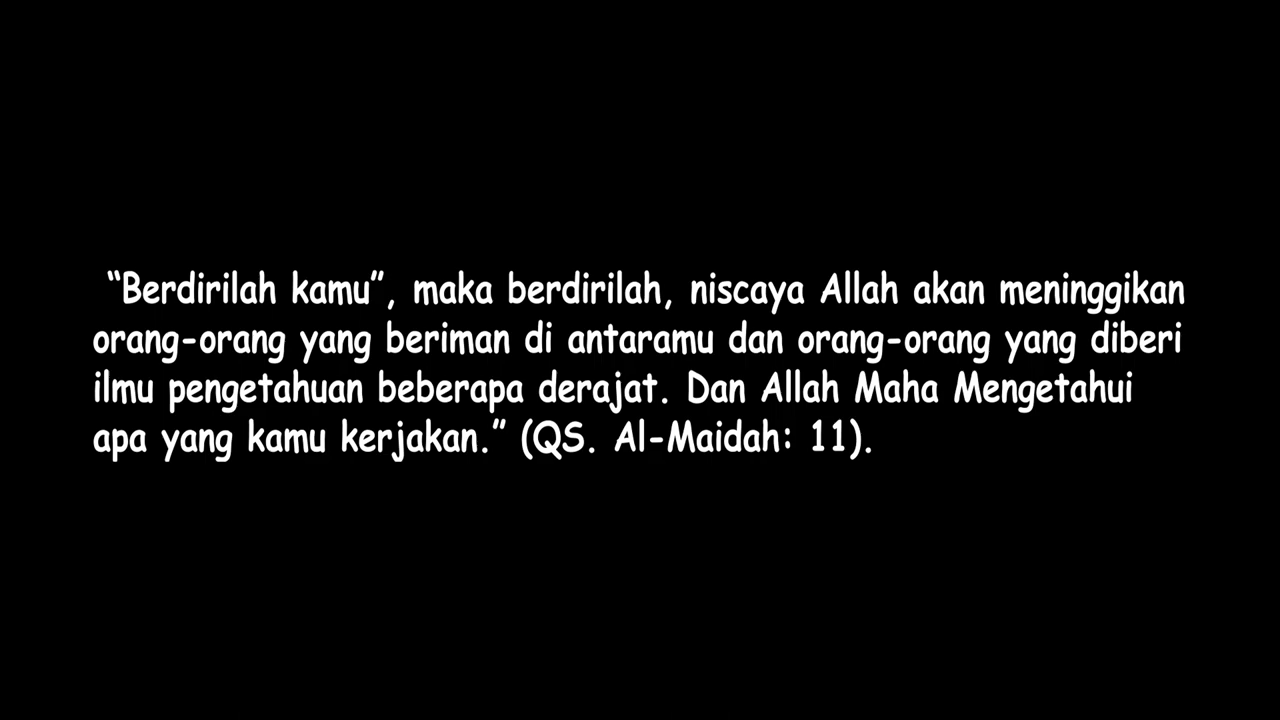 “Berdirilah kamu”, maka berdirilah, niscaya Allah akan meninggikan
orang-orang yang beriman di antaramu dan orang-orang yang diberi
ilmu pengetahuan beberapa derajat. Dan Allah Maha Mengetahui
apa yang kamu kerjakan.” (QS. Al-Maidah: 11).